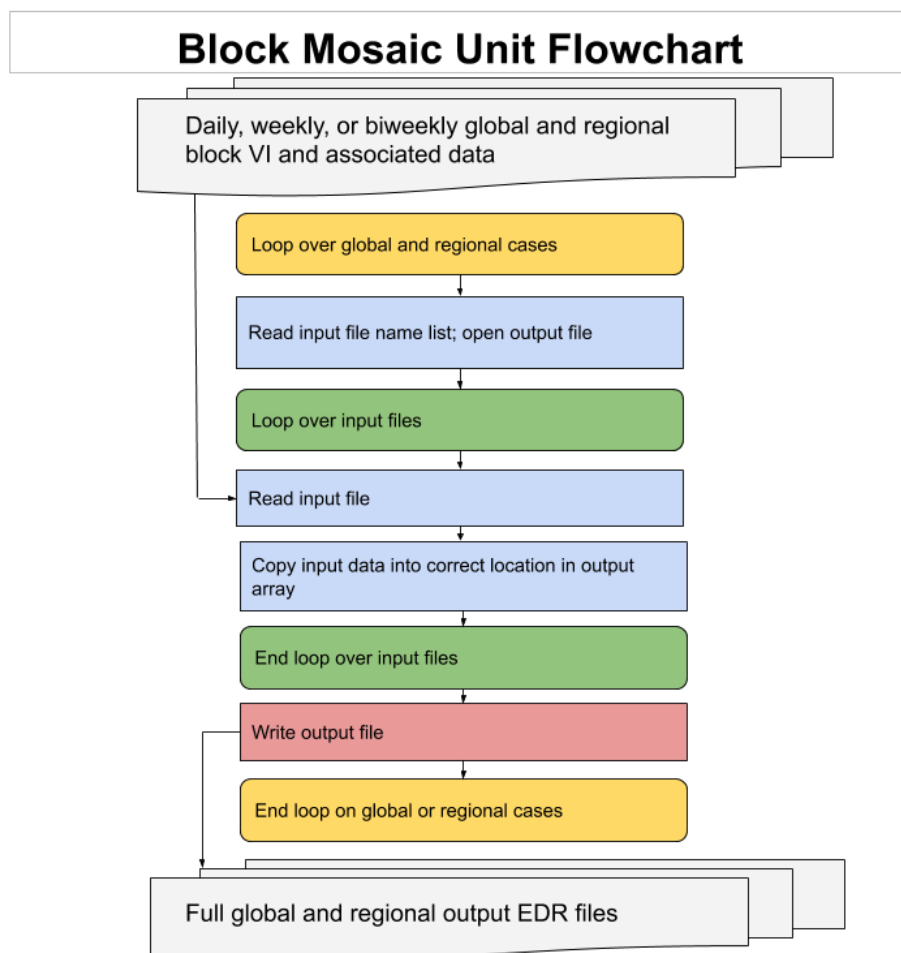 Block Mosaic Unit Flowchart
Daily, weekly, or biweekly global and regional
block VI and associated data
Loop over global and regional cases
Read input file name list; open output file
Loop over input files
Read input file
Copy input data into correct location in output
array
End loop over input files
Write output file
End loop on global or regional cases
Full global and regional output EDR files